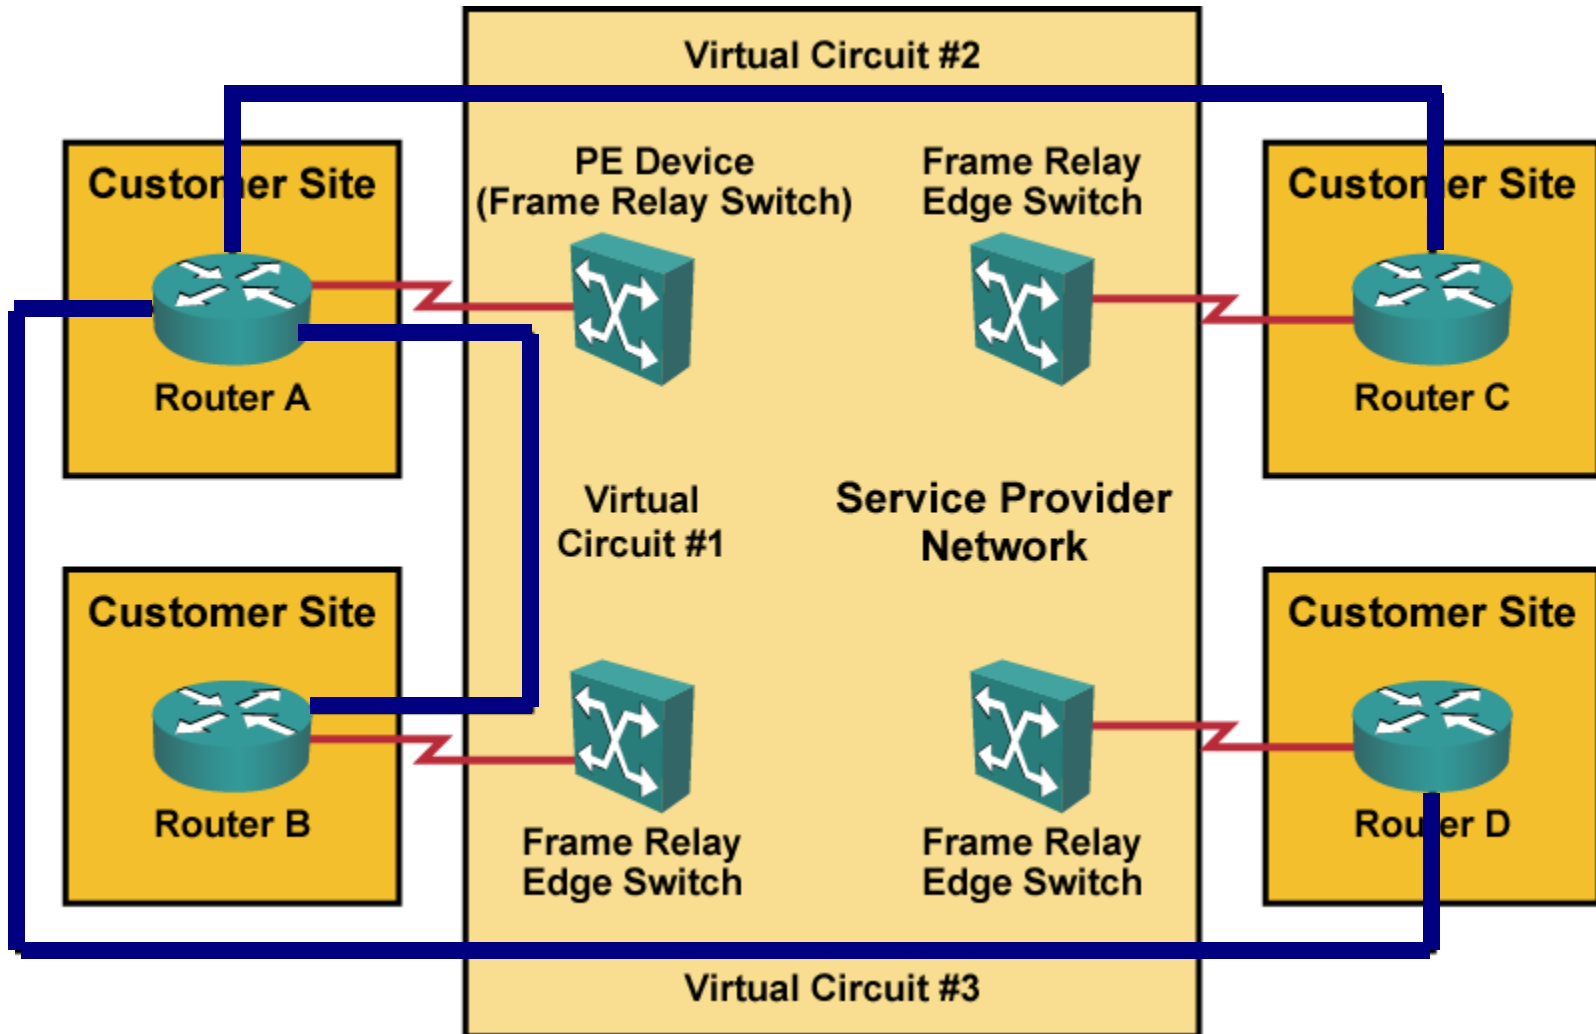 Virtual Circuit #2
Customer Site
PE Device
(Frame Relay Switch)
Frame Relay
Edge Switch
Customer Site
Router A
Router C
Virtual
Circuit #1
Service Provider
Network
Customer Site
Customer Site
Router B
Frame Relay
Edge Switch
Frame Relay
Edge Switch
Router D
Virtual Circuit #3